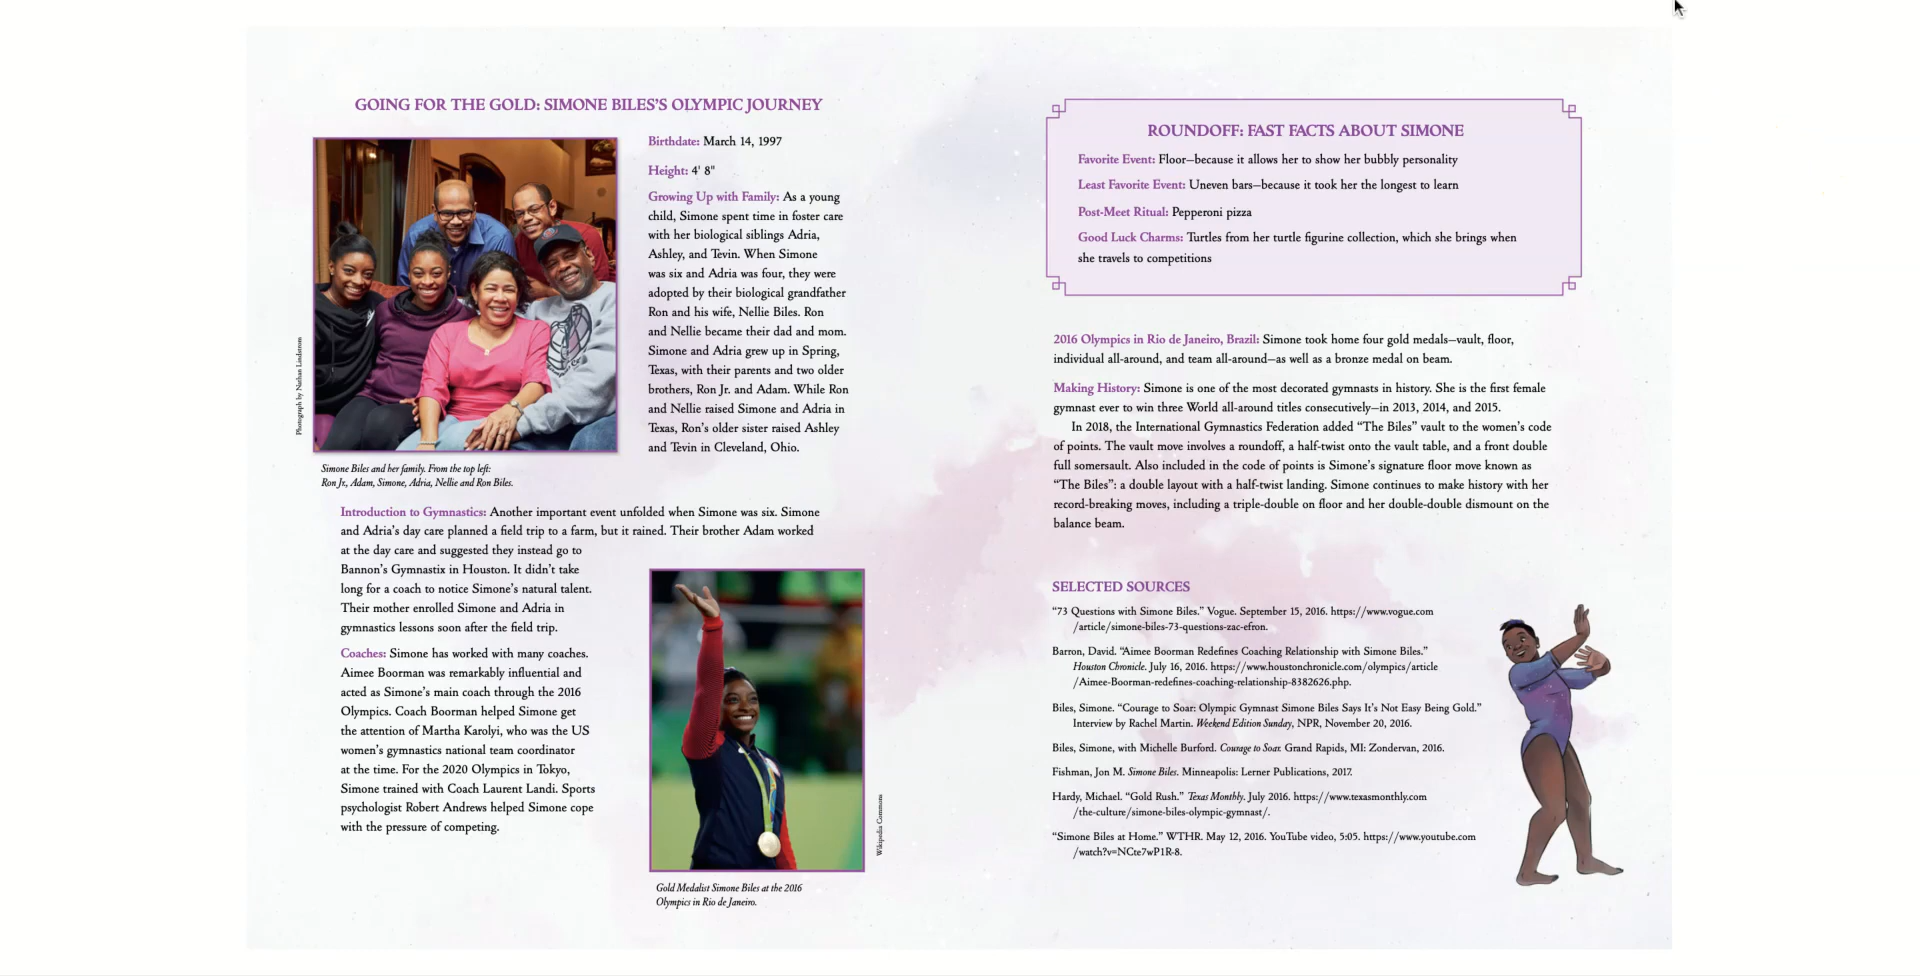 GOING FOR THE GOLD: SIMONE BILES'S OLYMPIC JOURNEY
Photograph by Nathan Lindstrom
Simone Biles and her family. From the top left:
Ron Jr., Adam, Simone, Adria, Nellie and Ron Biles.
Birthdate: March 14, 1997
Height: 4' 8"
Growing Up with Family: As a young
child, Simone spent time in foster care
with her biological siblings Adria,
Ashley, and Tevin. When Simone
was six and Adria was four, they were
adopted by their biological grandfather
Ron and his wife, Nellie Biles. Ron
and Nellie became their dad and mom.
Simone and Adria grew up in Spring,
Texas, with their parents and two older
brothers, Ron Jr. and Adam. While Ron
and Nellie raised Simone and Adria in
Texas, Ron's older sister raised Ashley
and Tevin in Cleveland, Ohio.
Introduction to Gymnastics: Another important event unfolded when Simone was six. Simone
and Adria's day care planned a field trip to a farm, but it rained. Their brother Adam worked
at the day care and suggested they instead go to
Bannon's Gymnastix in Houston. It didn't take
long for a coach to notice Simone's natural talent.
Their mother enrolled Simone and Adria in
gymnastics lessons soon after the field trip.
Coaches: Simone has worked with many coaches.
Aimee Boorman was remarkably influential and
acted as Simone's main coach through the 2016
Olympics. Coach Boorman helped Simone get
the attention of Martha Karolyi, who was the US
women's gymnastics national team coordinator
at the time. For the 2020 Olympics in Tokyo,
Simone trained with Coach Laurent Landi. Sports
psychologist Robert Andrews helped Simone cope
with the pressure of competing.
Wikipedia Commons
Gold Medalist Simone Biles at the 2016
Olympics in Rio de Janeiro.
ROUNDOFF: FAST FACTS ABOUT SIMONE
Favorite Event: Floor—because it allows her to show her bubbly personality
Least Favorite Event: Uneven bars—because it took her the longest to learn
Post-Meet Ritual: Pepperoni pizza
Good Luck Charms: Turtles from her turtle figurine collection, which she brings when
she travels to competitions
2016 Olympics in Rio de Janeiro, Brazil: Simone took home four gold medals—vault, floor,
individual all-around, and team all-around—as well as a bronze medal on beam.
Making History: Simone is one of the most decorated gymnasts in history. She is the first female
gymnast ever to win three World all-around titles consecutively—in 2013, 2014, and 2015.
In 2018, the International Gymnastics Federation added “The Biles” vault to the women's code
of points. The vault move involves a roundoff, a half-twist onto the vault table, and a front double
full somersault. Also included in the code of points is Simone's signature floor move known as
“The Biles”: a double layout with a half-twist landing. Simone continues to make history with her
record-breaking moves, including a triple-double on floor and her double-double dismount on the
balance beam.
SELECTED SOURCES
“73 Questions with Simone Biles.” Vogue. September 15, 2016. https://www.vogue.com
/article/simone-biles-73-questions-zac-efron.
Barron, David. “Aimee Boorman Redefines Coaching Relationship with Simone Biles.”
Houston Chronicle. July 16, 2016. https://www.houstonchronicle.com/olympics/article
/Aimee-Boorman-redefines-coaching-relationship-8382626.php.
Biles, Simone. “Courage to Soar: Olympic Gymnast Simone Biles Says It's Not Easy Being Gold.”
Interview by Rachel Martin. Weekend Edition Sunday, NPR, November 20, 2016.
Biles, Simone, with Michelle Burford. Courage to Soar. Grand Rapids, MI: Zondervan, 2016.
Fishman, Jon M. Simone Biles. Minneapolis: Lerner Publications, 2017.
Hardy, Michael. “Gold Rush.” Texas Monthly. July 2016. https://www.texasmonthly.com
/the-culture/simone-biles-olympic-gymnast/.
“Simone Biles at Home.” WTHR. May 12, 2016. YouTube video, 5:05. https://www.youtube.com
/watch?v=NCte7wP1R-8.